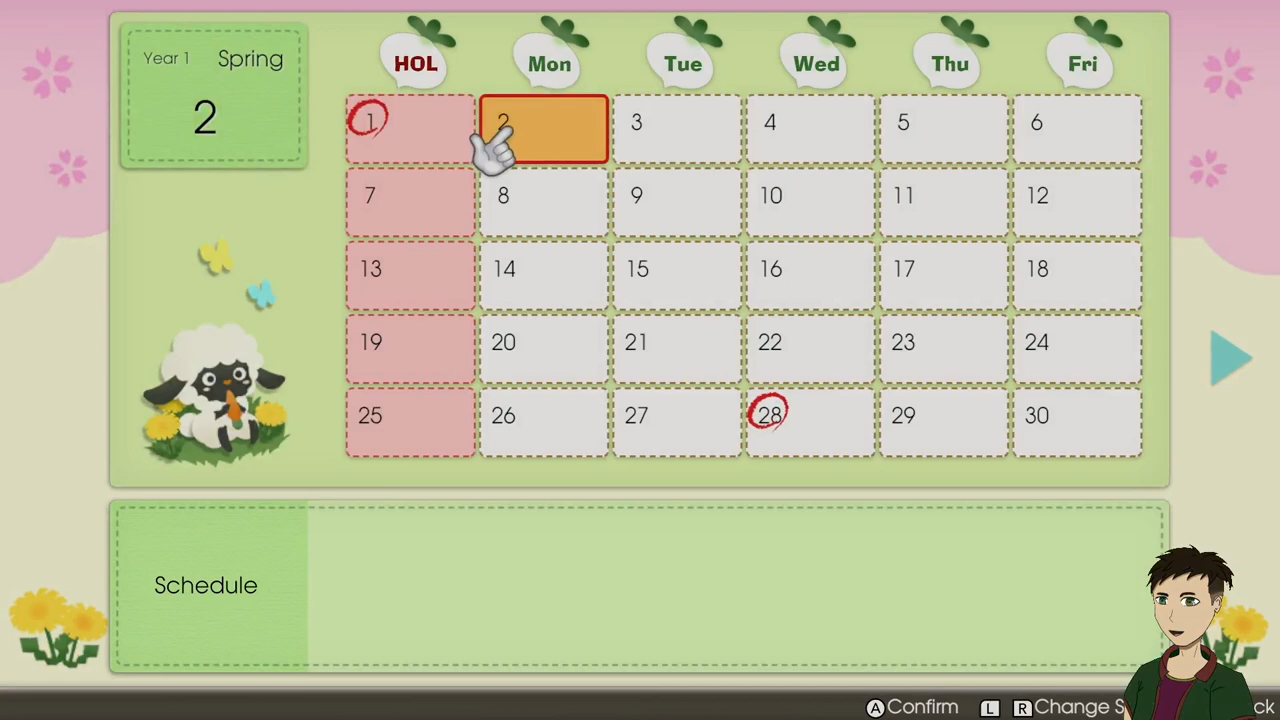 Year 1 Spring
2
HOL Mon Tue Wed Thu Fri
1 2 3 4 5 6
7 8 9 10 11 12
13 14 15 16 17 18
19 20 21 22 23 24
25 26 27 28 29 30
Schedule
A Confirm L R Change